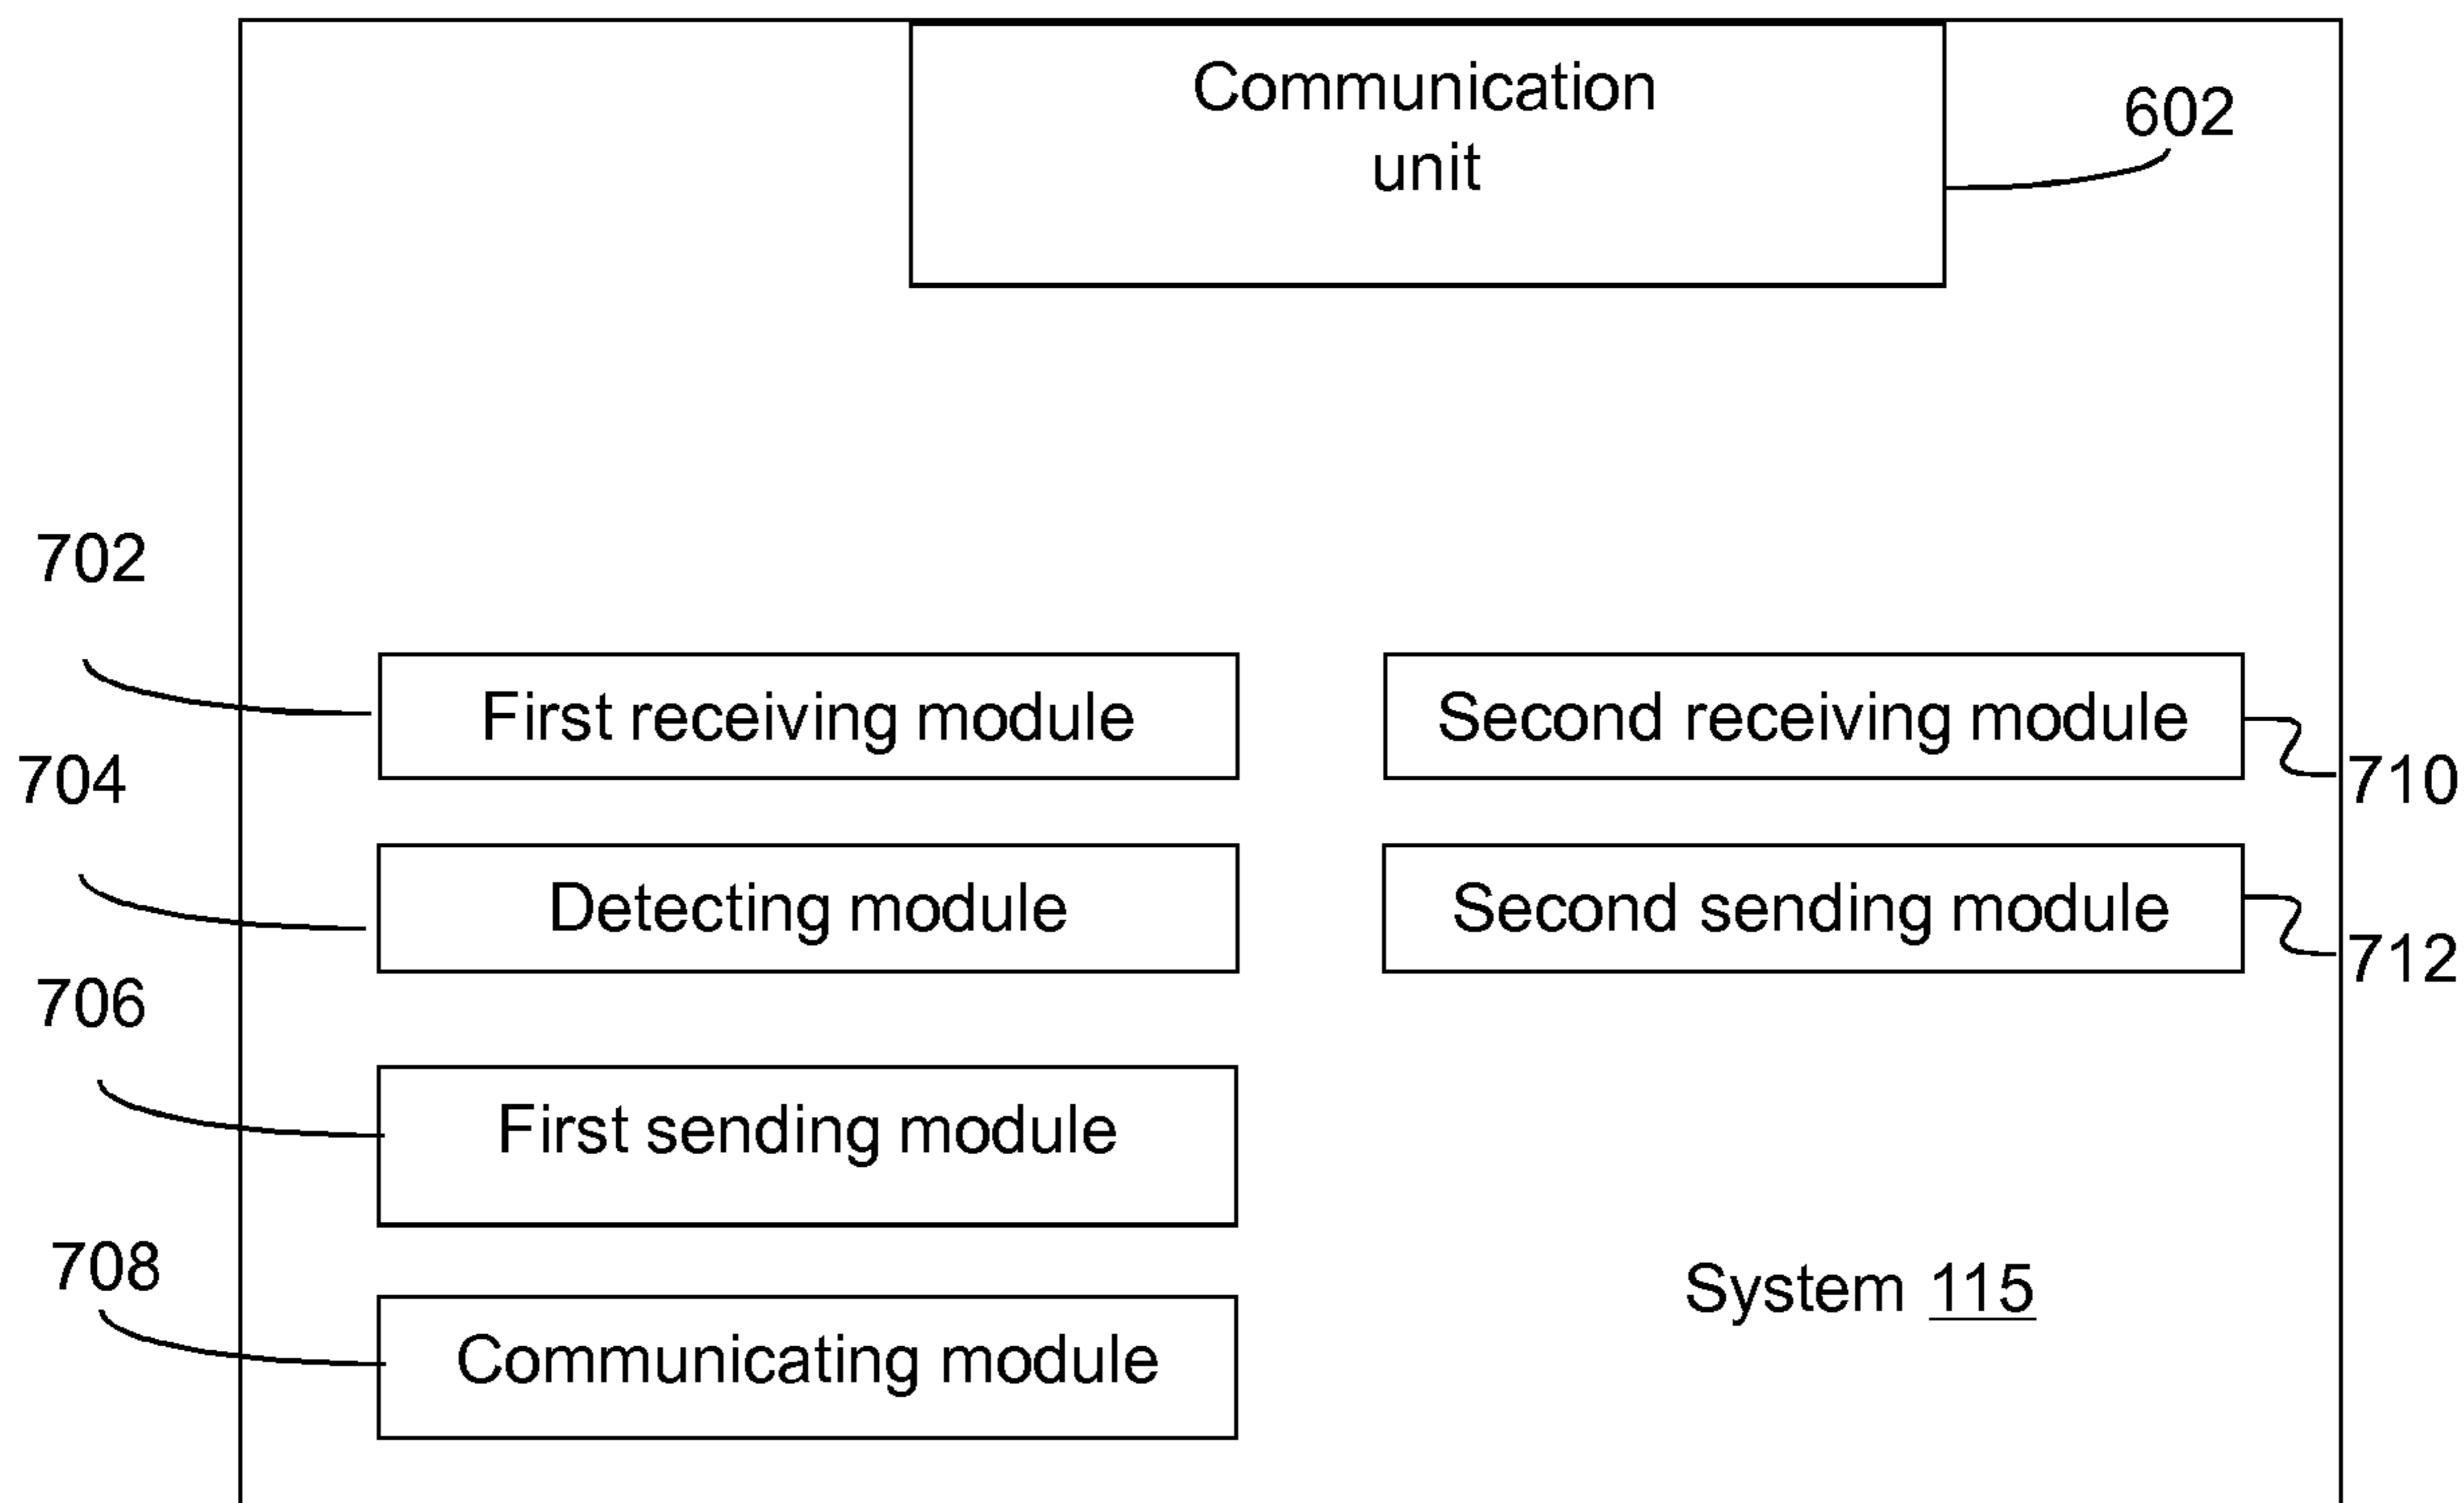 Communication
unit
602
702
First receiving module
Second receiving module
704
710
Detecting module
Second sending module
706
712
First sending module
708
System 115
Communicating module